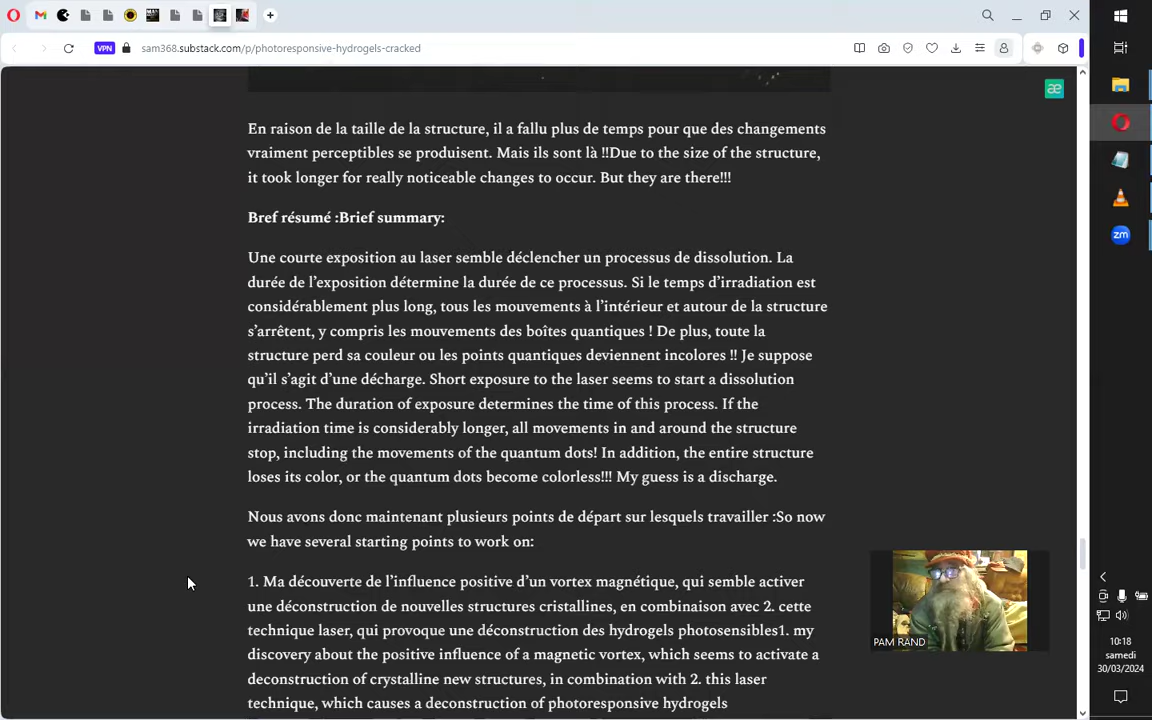 VPN
sam368.substack.com/p/photoresponsive-hydrogels-cracked
æ
En raison de la taille de la structure, il a fallu plus de temps pour que des changements
vraiment perceptibles se produisent. Mais ils sont là !!Due to the size of the structure,
it took longer for really noticeable changes to occur. But they are there!!!
Bref résumé :Brief summary:
Une courte exposition au laser semble déclencher un processus de dissolution. La
durée de l’exposition détermine la durée de ce processus. Si le temps d’irradiation est
considérablement plus long, tous les mouvements à l’intérieur et autour de la structure
s’arrêtent, y compris les mouvements des boîtes quantiques ! De plus, toute la
structure perd sa couleur ou les points quantiques deviennent incolores !! Je suppose
qu’il s’agit d’une décharge. Short exposure to the laser seems to start a dissolution
process. The duration of exposure determines the time of this process. If the
irradiation time is considerably longer, all movements in and around the structure
stop, including the movements of the quantum dots! In addition, the entire structure
loses its color, or the quantum dots become colorless!!! My guess is a discharge.
Nous avons donc maintenant plusieurs points de départ sur lesquels travailler :So now
we have several starting points to work on:
1. Ma découverte de l’influence positive d’un vortex magnétique, qui semble activer
une déconstruction de nouvelles structures cristallines, en combinaison avec 2. cette
technique laser, qui provoque une déconstruction des hydrogels photosensibles1. my
discovery about the positive influence of a magnetic vortex, which seems to activate a
deconstruction of crystalline new structures, in combination with 2. this laser
technique, which causes a deconstruction of photoresponsive hydrogels
PAM RAND
zm
10:18
samedi
30/03/2024